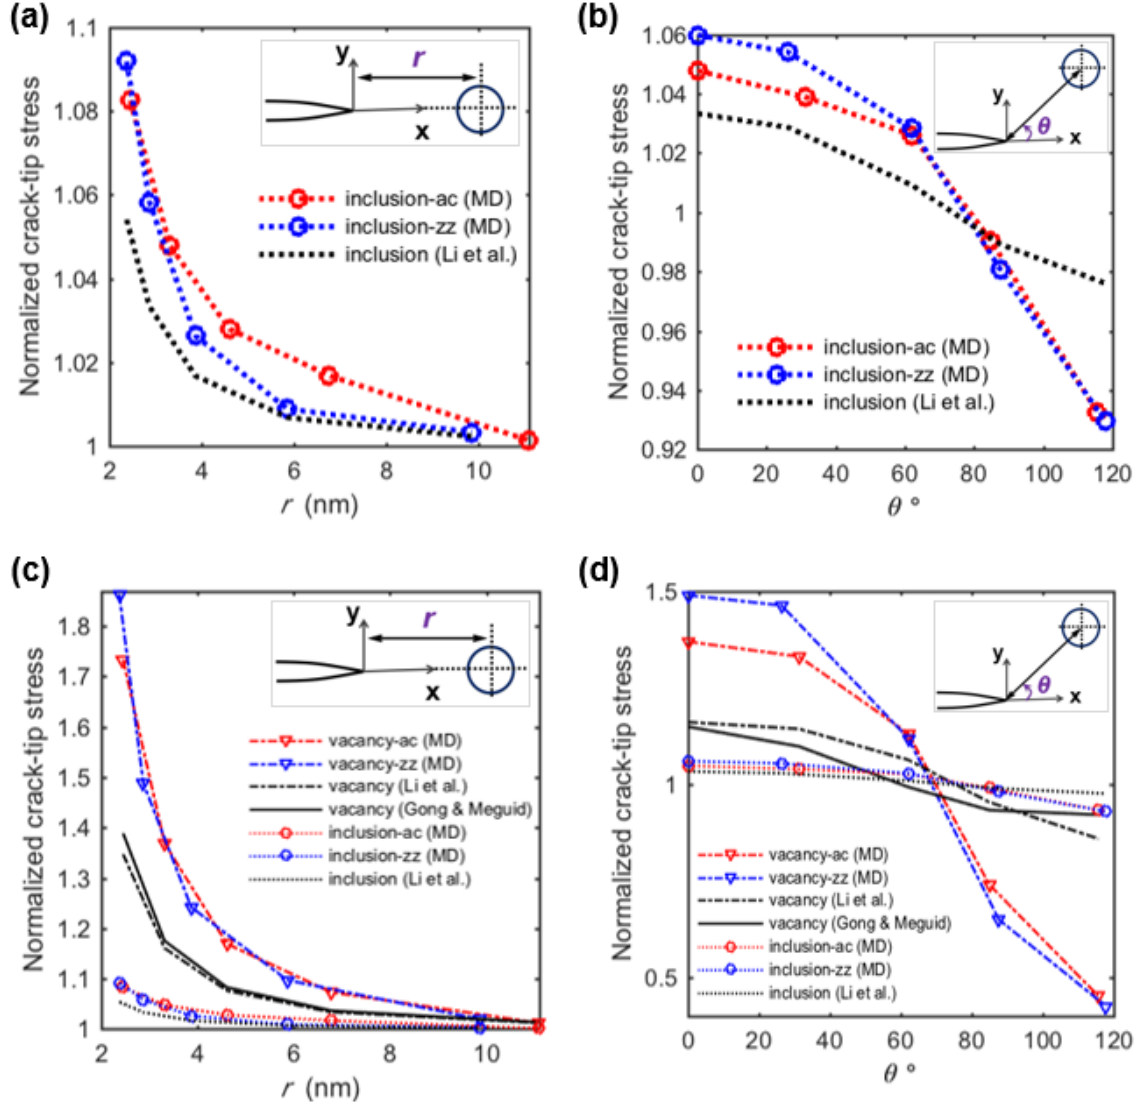 (a)
Normalized crack-tip stress
1.1
1.08
1.06
1.04
1.02
1
2
4
6
8
10
r (nm)
y
r
x
inclusion-ac (MD)
inclusion-zz (MD)
inclusion (Li et al.)
(b)
Normalized crack-tip stress
1.06
1.04
1.02
1
0.98
0.96
0.94
0.92
0
20
40
60
80
100
120
θ °
y
θ
x
inclusion-ac (MD)
inclusion-zz (MD)
inclusion (Li et al.)
(c)
Normalized crack-tip stress
1.8
1.7
1.6
1.5
1.4
1.3
1.2
1.1
1
2
4
6
8
10
r (nm)
y
r
x
vacancy-ac (MD)
vacancy-zz (MD)
vacancy (Li et al.)
vacancy (Gong & Meguid)
inclusion-ac (MD)
inclusion-zz (MD)
inclusion (Li et al.)
(d)
Normalized crack-tip stress
1.5
1
0.5
0
20
40
60
80
100
120
θ °
y
θ
x
vacancy-ac (MD)
vacancy-zz (MD)
vacancy (Li et al.)
vacancy (Gong & Meguid)
inclusion-ac (MD)
inclusion-zz (MD)
inclusion (Li et al.)